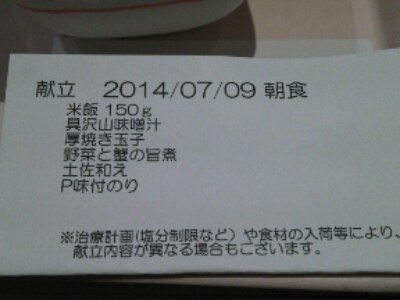 献立 2014/07/09 朝食
米飯 150g
具沢山味噌汁
厚焼き玉子
野菜と蟹の旨煮
土佐和え
P味付のり
※治療計画(塩分制限など)や食材の入荷等により、
献立内容が異なる場合もございます。